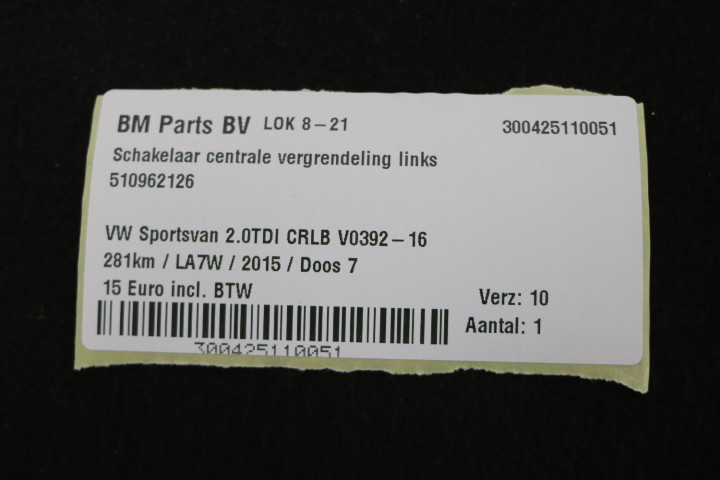 BM Parts BV LOK 8-21 300425110051
Schakelaar centrale vergrendeling links
510962126
VW Sportsvan 2.0TDI CRLB V0392-16
281km / LA7W / 2015 / Doos 7
15 Euro incl. BTW Verz: 10
Aantal: 1
300425110051